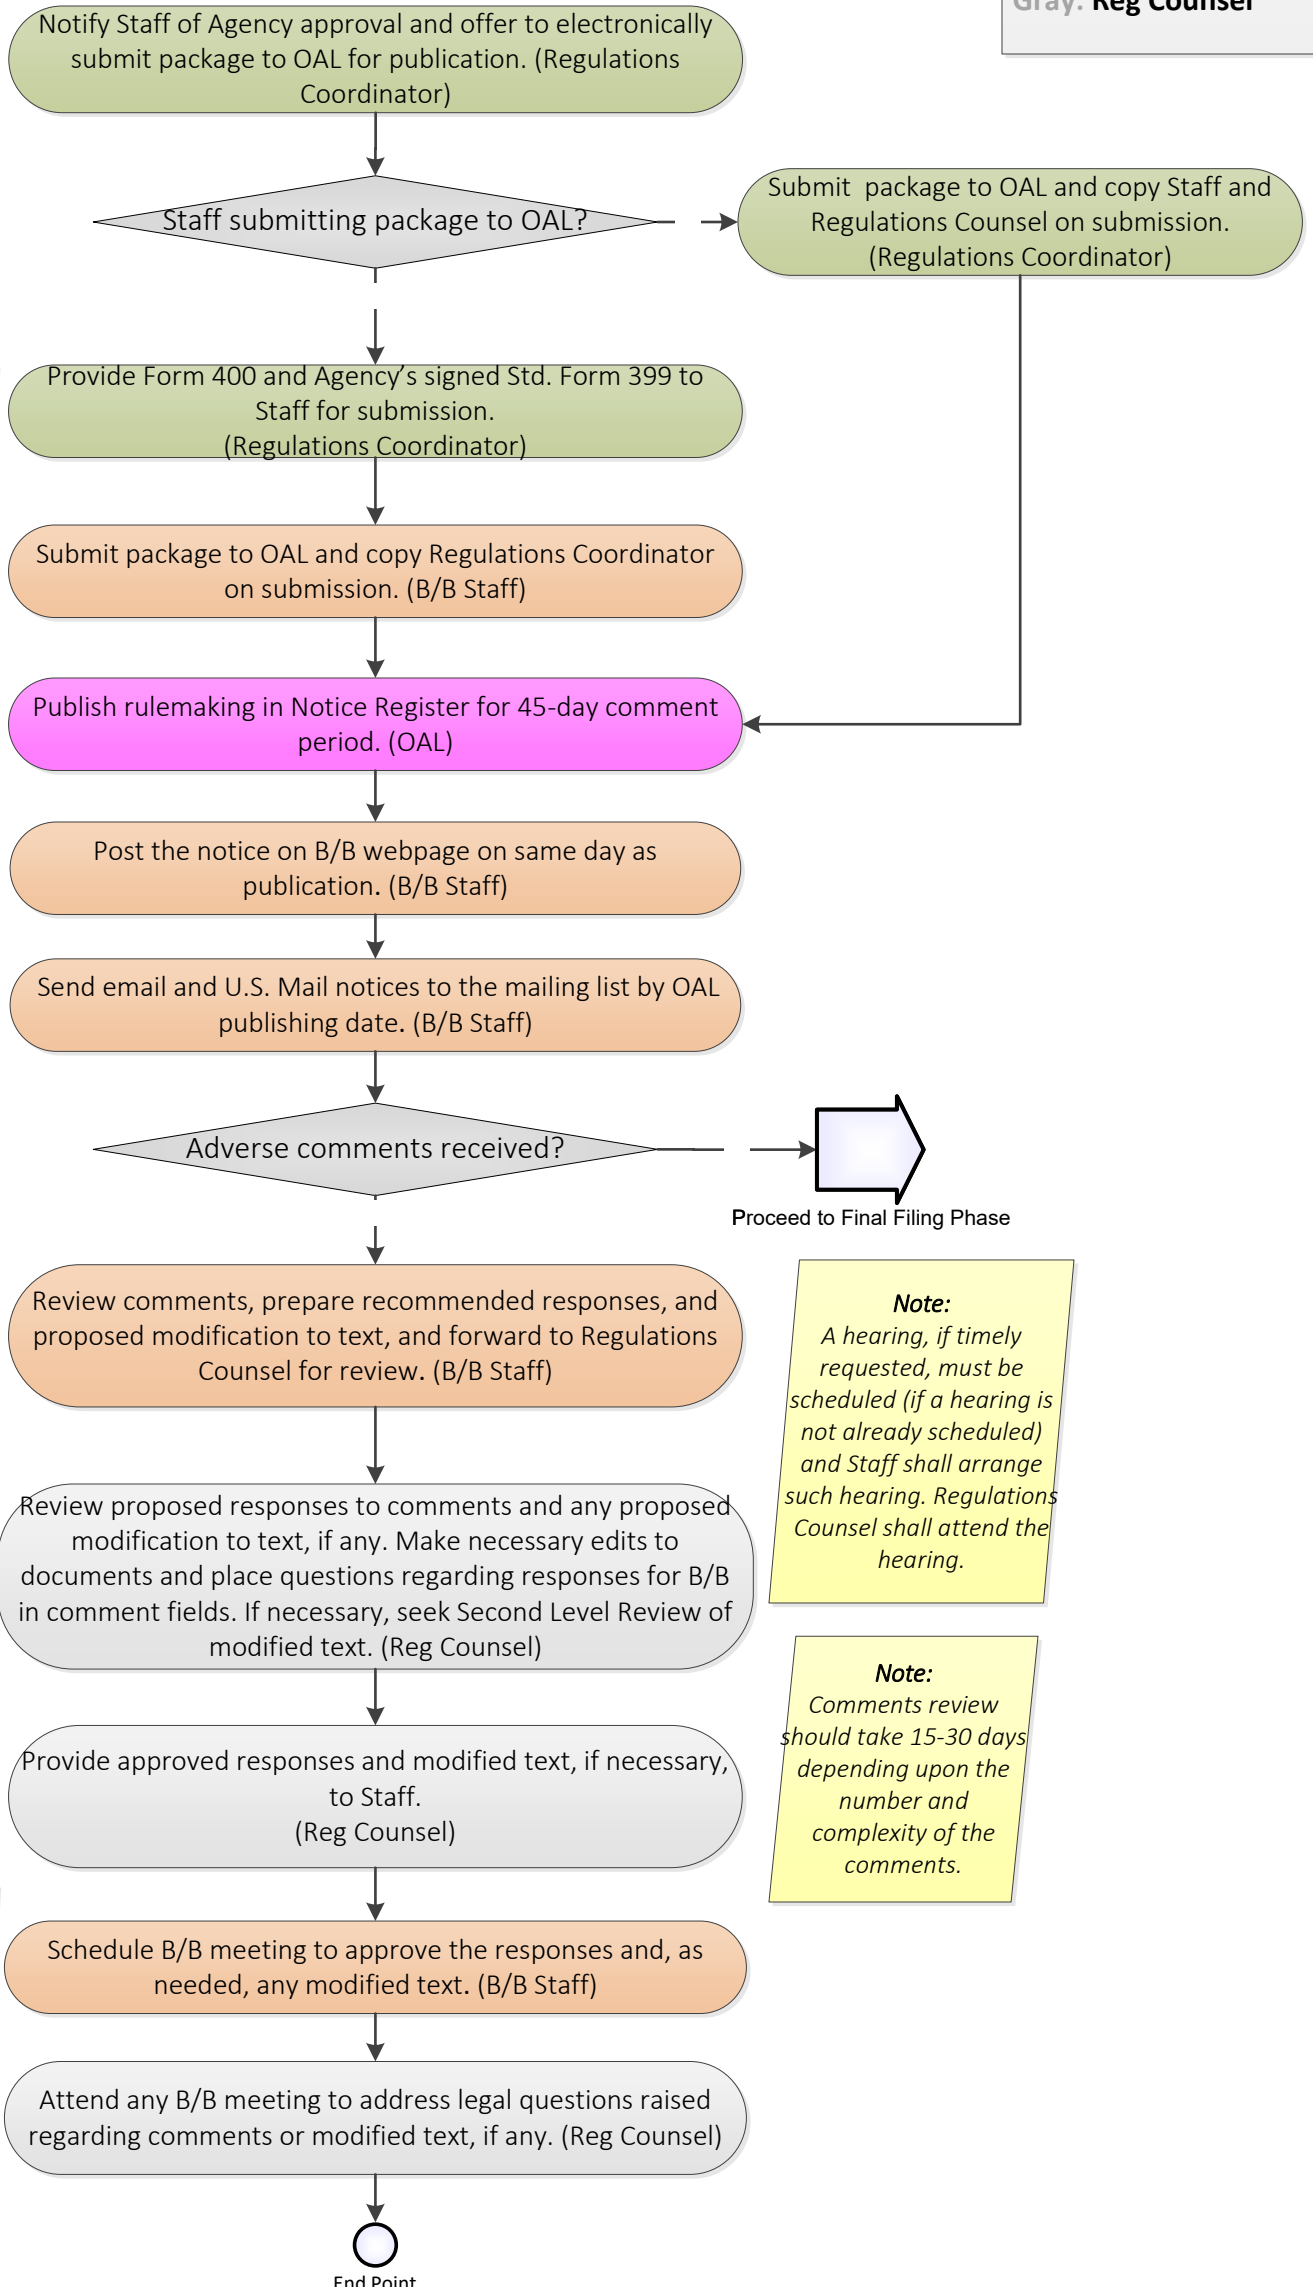 Gray: Reg Counsel
Notify Staff of Agency approval and offer to electronically
submit package to OAL for publication. (Regulations
Coordinator)
Staff submitting package to OAL?
Submit  package to OAL and copy Staff and
Regulations Counsel on submission.
(Regulations Coordinator)
Provide Form 400 and Agency’s signed Std. Form 399 to
Staff for submission.
(Regulations Coordinator)
Submit package to OAL and copy Regulations Coordinator
on submission. (B/B Staff)
Publish rulemaking in Notice Register for 45-day comment
period. (OAL)
Post the notice on B/B webpage on same day as
publication. (B/B Staff)
Send email and U.S. Mail notices to the mailing list by OAL
publishing date. (B/B Staff)
Adverse comments received?
Proceed to Final Filing Phase
Review comments, prepare recommended responses, and
proposed modification to text, and forward to Regulations
Counsel for review. (B/B Staff)
Note:
A hearing, if timely
requested, must be
scheduled (if a hearing is
not already scheduled)
and Staff shall arrange
such hearing. Regulations
Counsel shall attend the
hearing.
Review proposed responses to comments and any proposed
modification to text, if any. Make necessary edits to
documents and place questions regarding responses for B/B
in comment fields. If necessary, seek Second Level Review of
modified text. (Reg Counsel)
Note:
Comments review
should take 15-30 days
depending upon the
number and
complexity of the
comments.
Provide approved responses and modified text, if necessary,
to Staff.
(Reg Counsel)
Schedule B/B meeting to approve the responses and, as
needed, any modified text. (B/B Staff)
Attend any B/B meeting to address legal questions raised
regarding comments or modified text, if any. (Reg Counsel)
End Point